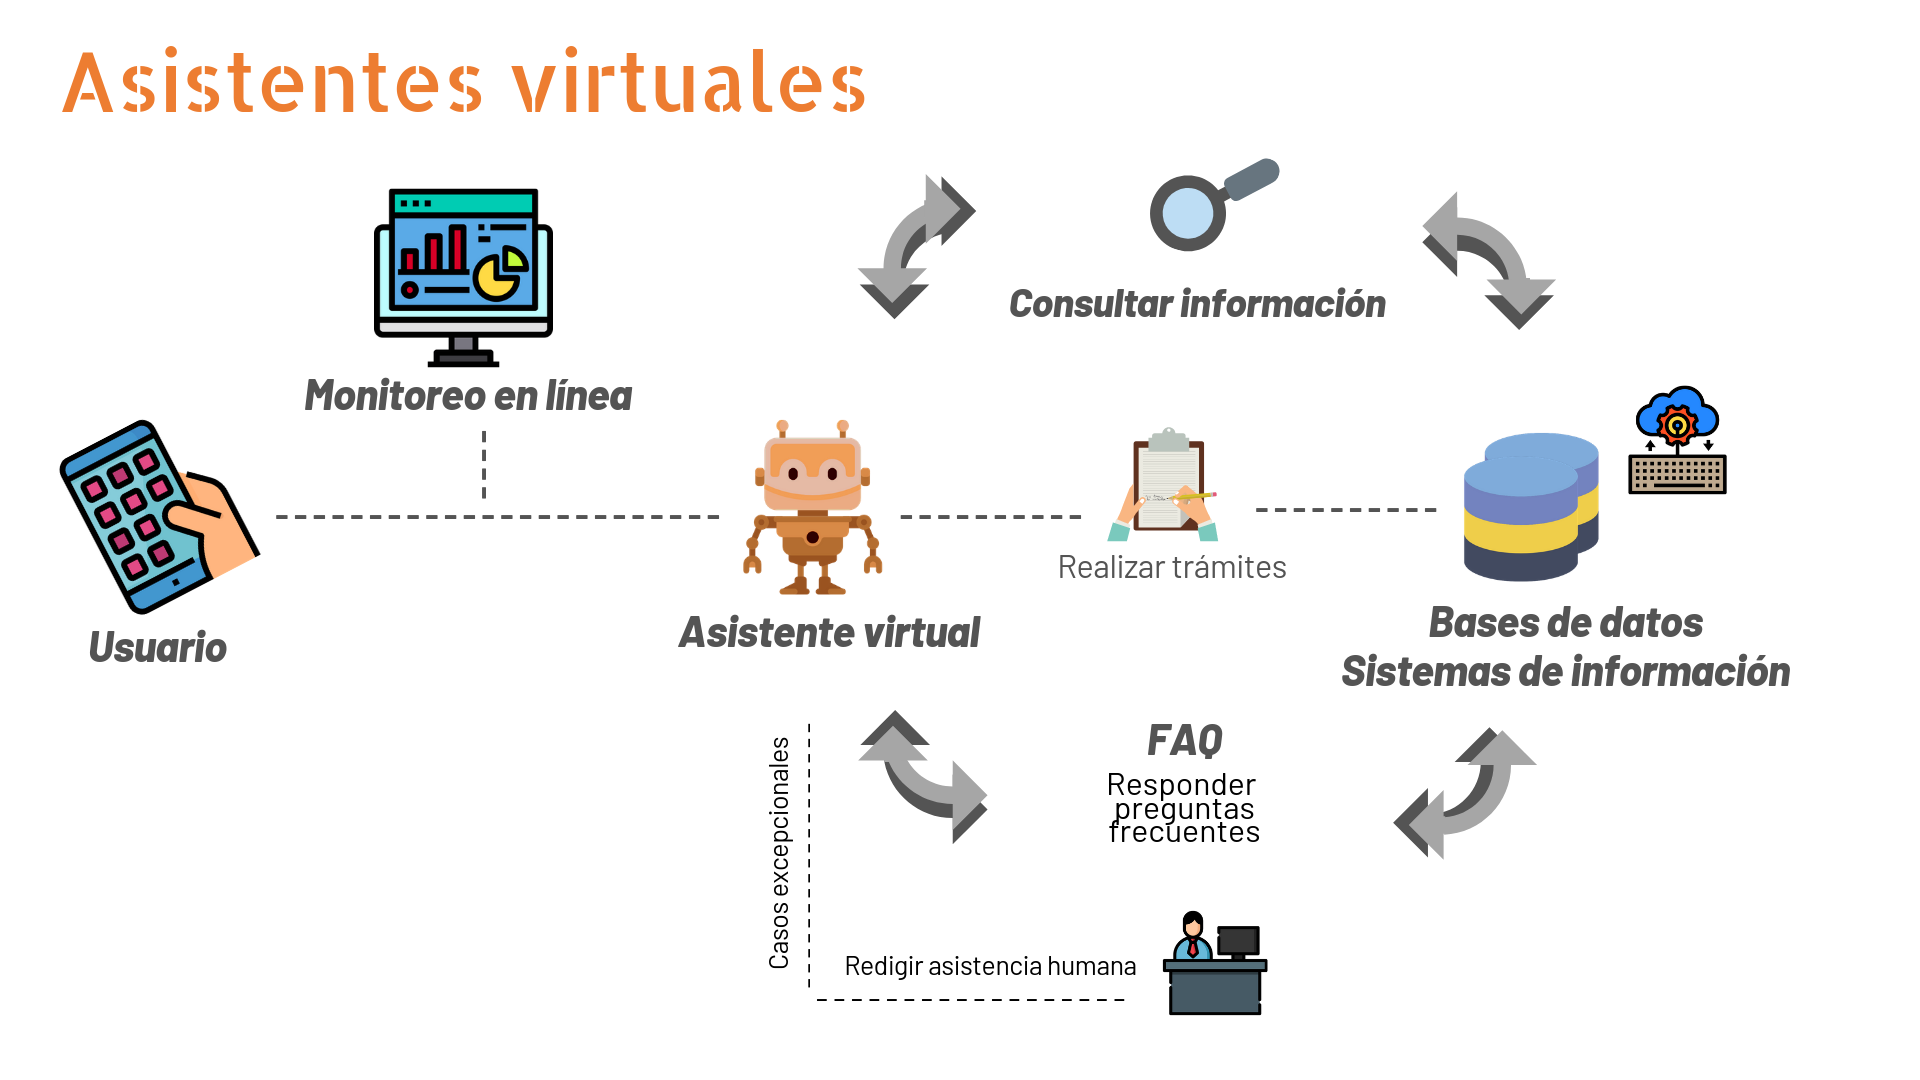 Asistentes virtuales
Consultar información
Monitoreo en línea
Realizar trámites
Usuario
Asistente virtual
Bases de datos
Sistemas de información
FAQ
Responder
preguntas
frecuentes
Casos excepcionales
Redigir asistencia humana